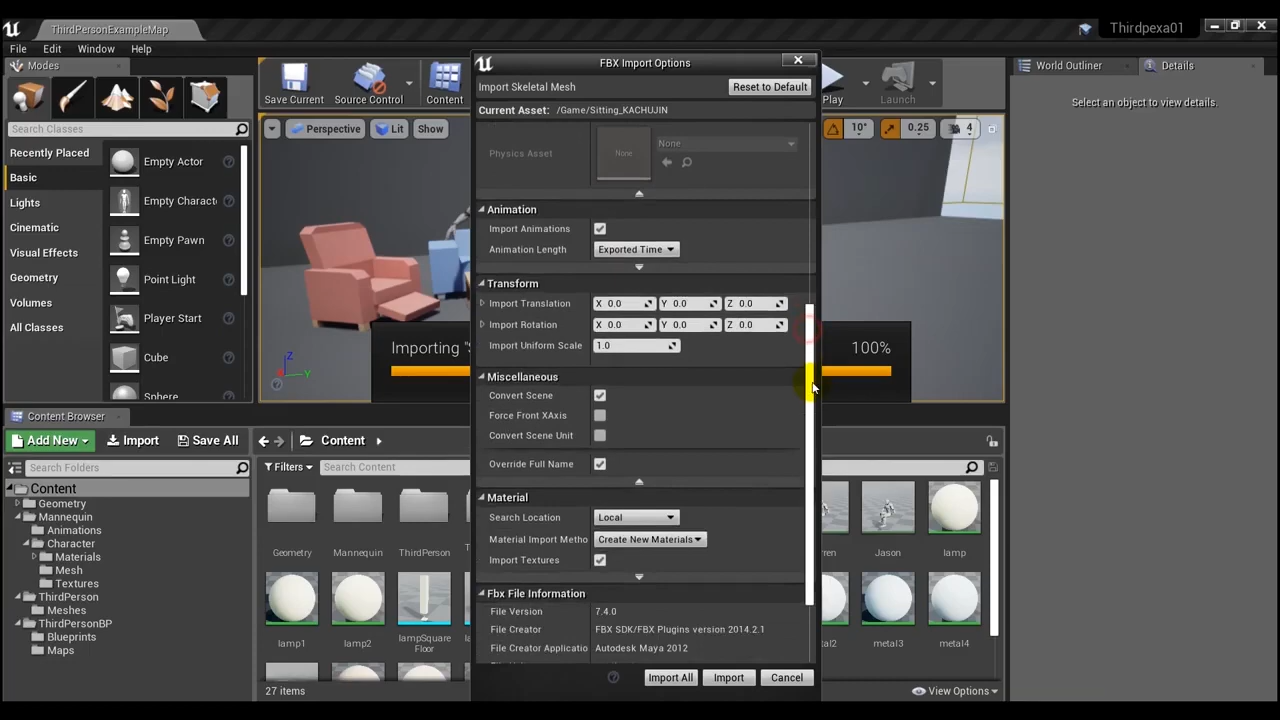 ThirdPersonExampleMap
Thirdpexa01
File Edit Window Help
Modes
Search Classes
Recently Placed
Basic
Lights
Cinematic
Visual Effects
Geometry
Volumes
All Classes
Empty Actor
Empty Charact
Empty Pawn
Point Light
Player Start
Cube
Sphere
Save Current
Source Control
Content
Play
Launch
Perspective
Lit
Show
10°
0.25
4
World Outliner
Details
Select an object to view details.
FBX Import Options
Import Skeletal Mesh
Reset to Default
Current Asset: /Game/Sitting_KACHUJIN
Physics Asset
None
None
Animation
Import Animations
Animation Length Exported Time
Transform
Import Translation X 0.0 Y 0.0 Z 0.0
Import Rotation X 0.0 Y 0.0 Z 0.0
Import Uniform Scale 1.0
Miscellaneous
Convert Scene
Force Front XAxis
Convert Scene Unit
Override Full Name
Material
Search Location Local
Material Import Metho Create New Materials
Import Textures
Fbx File Information
File Version 7.4.0
File Creator FBX SDK/FBX Plugins version 2014.2.1
File Creator Applicatio Autodesk Maya 2012
Import All
Import
Cancel
Importing "S
100%
Z
Y
Content Browser
Add New
Import
Save All
Content
Search Folders
Filters
Search Content
Content
Geometry
Mannequin
Animations
Character
Materials
Mesh
Textures
ThirdPerson
Meshes
ThirdPersonBP
Blueprints
Maps
Geometry
Mannequin
ThirdPerson
Jason
lamp
lamp1
lamp2
lampSquare
Floor
metal3
metal4
27 items
View Options